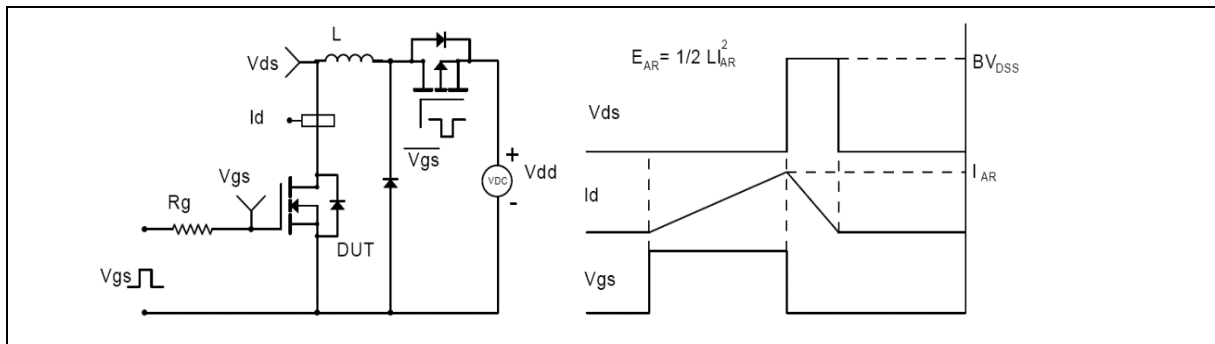 L
Vds
Id
Vgs
Vgs
Rg
DUT
Vgs
+
VDC
Vdd
-
E_AR = 1/2 LI_AR^2
BV_DSS
Vds
I_AR
Id
Vgs